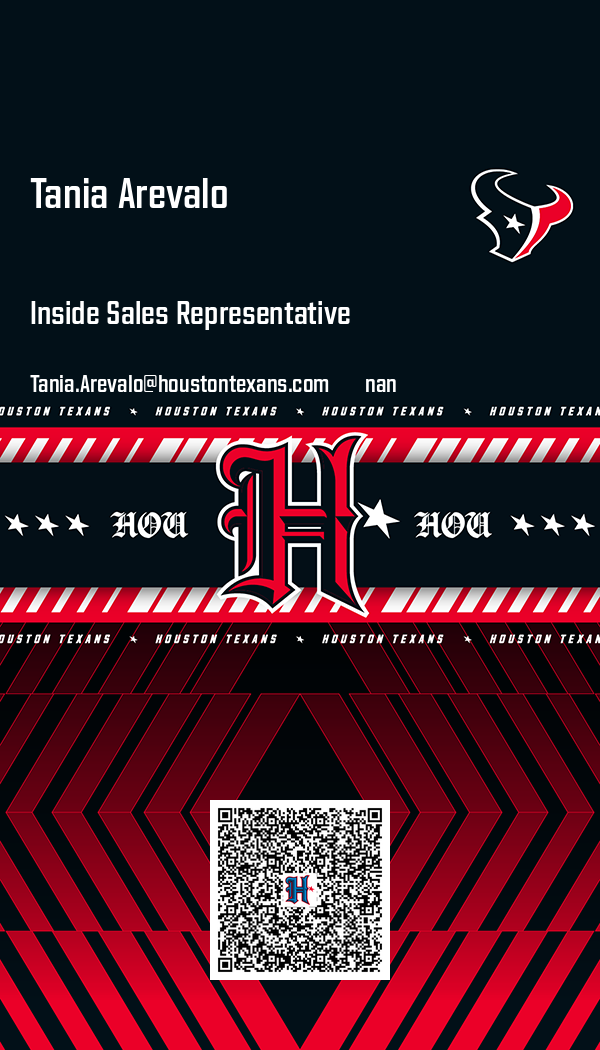 Tania Arevalo
Inside Sales Representative
Tania.Arevalo@houstontexans.com nan
HOUSTON TEXANS ★ HOUSTON TEXANS ★ HOUSTON TEXANS ★ HOUSTON TEXANS
★ ★ ★ HOU H★ HOU ★ ★ ★
HOUSTON TEXANS ★ HOUSTON TEXANS ★ HOUSTON TEXANS ★ HOUSTON TEXANS
H